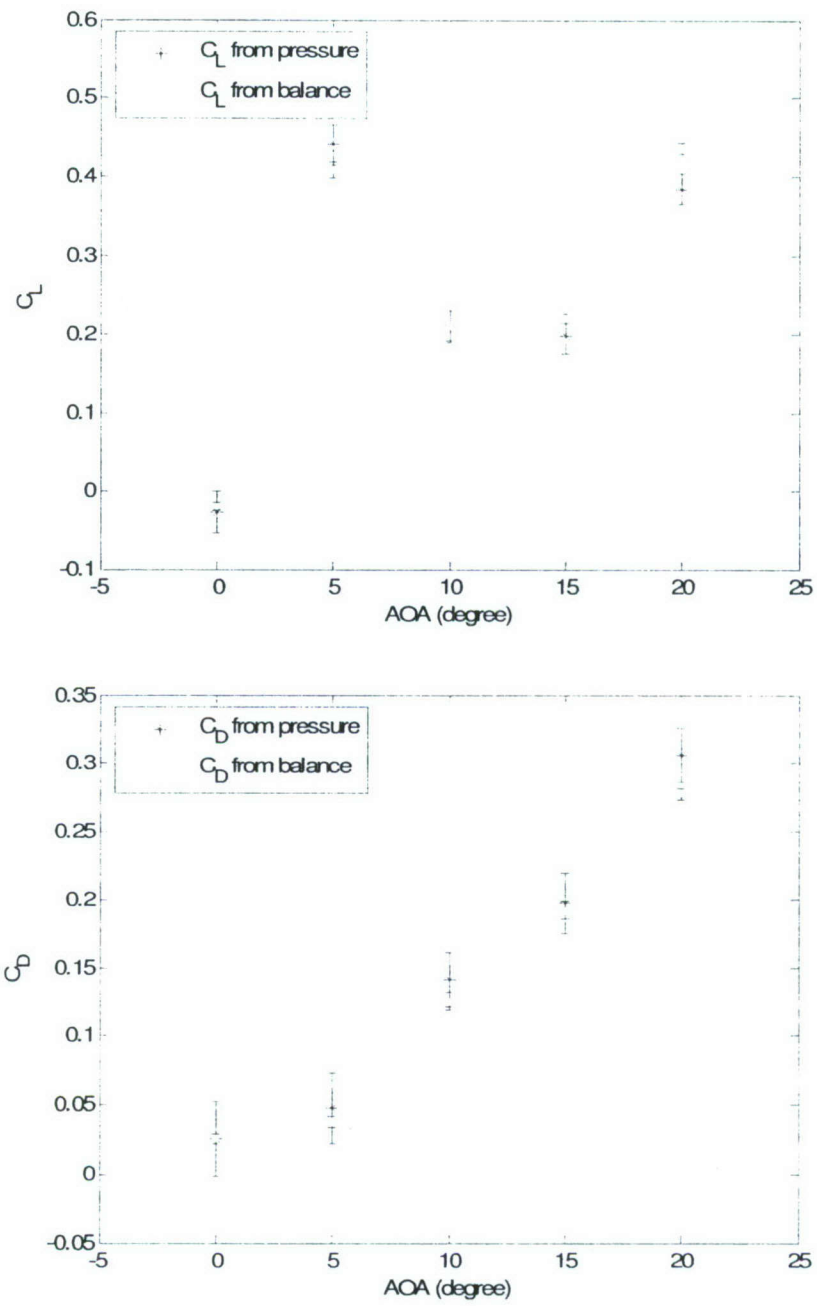 0.6
C_L from pressure
C_L from balance
0.5
0.4
0.3
C_L
0.2
0.1
0
-0.1
-5 0 5 10 15 20 25
AOA (degree)
0.35
C_D from pressure
C_D from balance
0.3
0.25
0.2
C_D
0.15
0.1
0.05
0
-0.05
-5 0 5 10 15 20 25
AOA (degree)